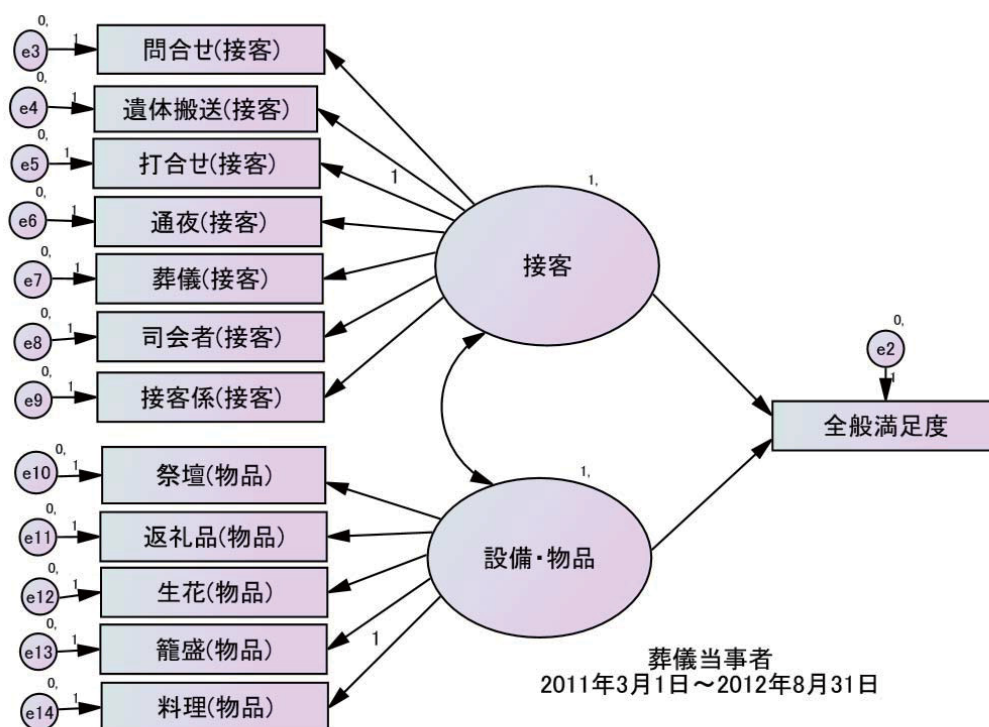 0,
e3
1
問合せ(接客)
0,
e4
1
遺体搬送(接客)
0,
e5
1
打合せ(接客)
1
0,
e6
1
通夜(接客)
0,
e7
1
葬儀(接客)
0,
e8
1
司会者(接客)
0,
e9
1
接客係(接客)
1,
接客
0,
e2
1
全般満足度
0,
e10
1
祭壇(物品)
0,
e11
1
返礼品(物品)
0,
e12
1
生花(物品)
0,
e13
1
籠盛(物品)
1
0,
e14
1
料理(物品)
1,
設備・物品
葬儀当事者
2011年3月1日～2012年8月31日